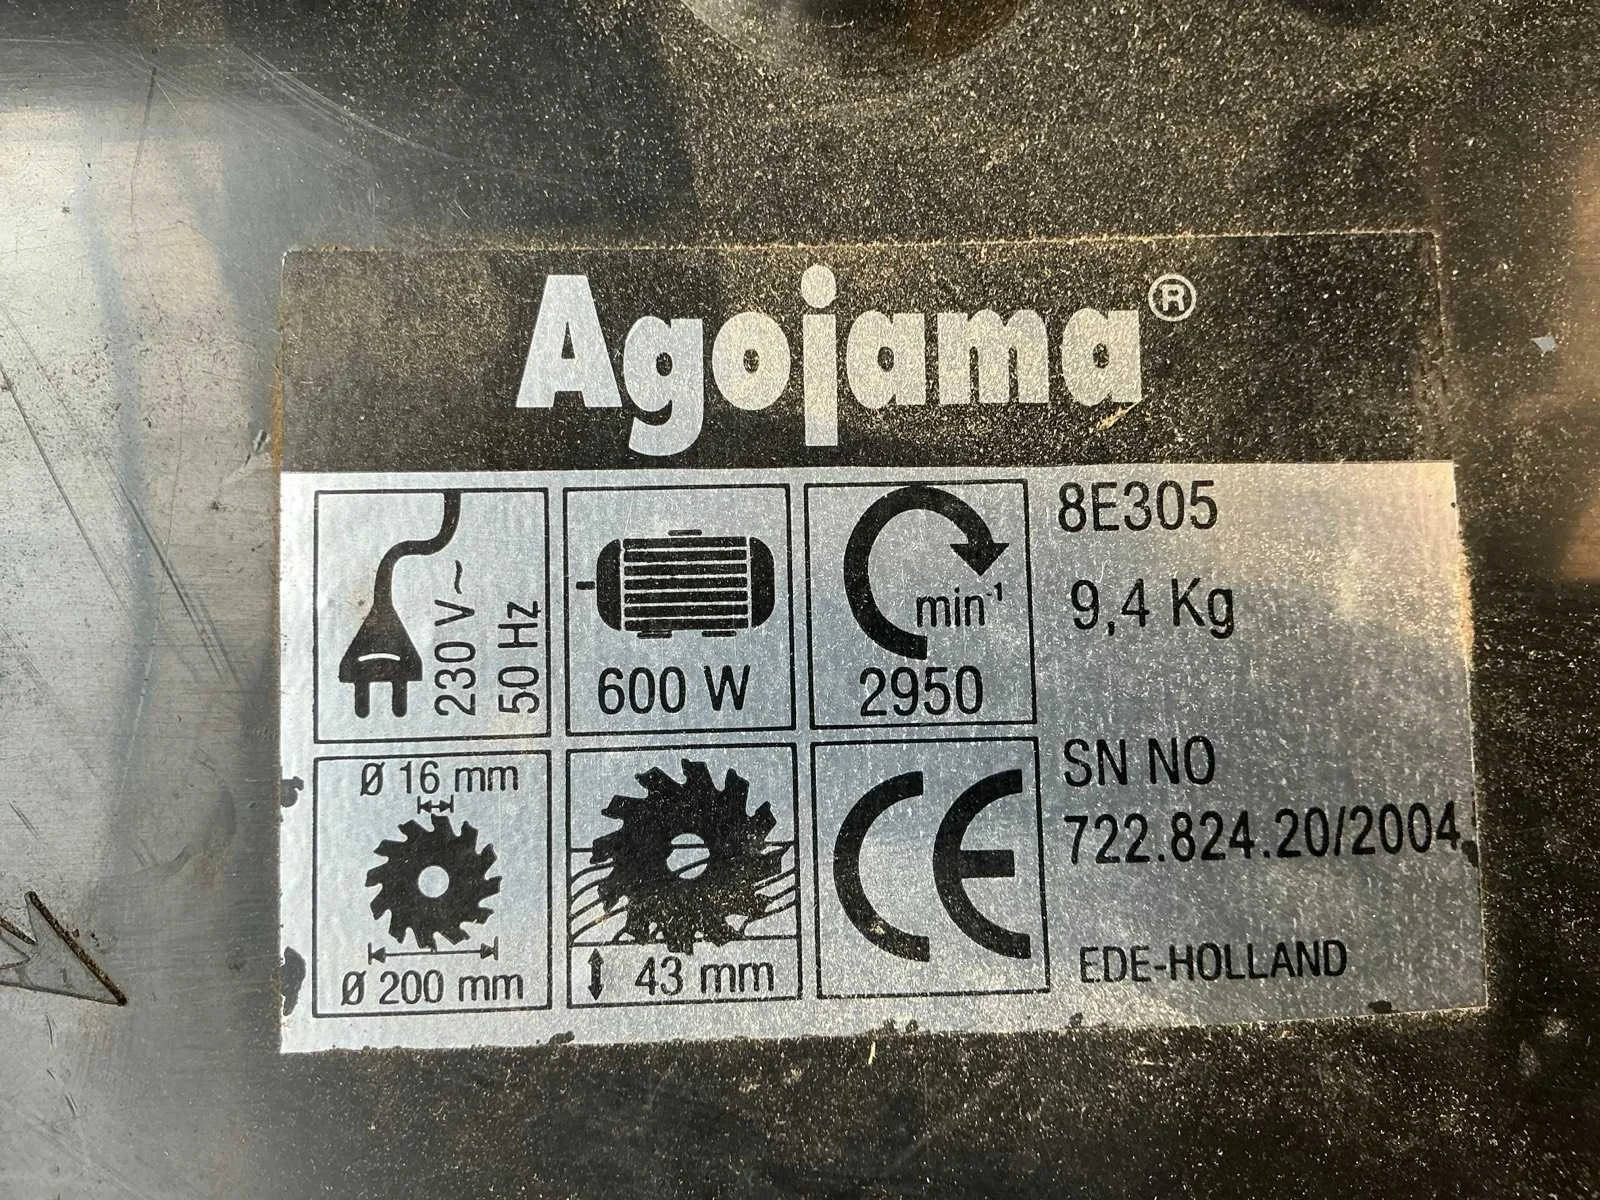 Agojama®
230 V~
50 Hz
600 W
min⁻¹
2950
8E305
9,4 Kg
Ø 16 mm
Ø 200 mm
43 mm
CE
SN NO
722.824.20/2004
EDE-HOLLAND